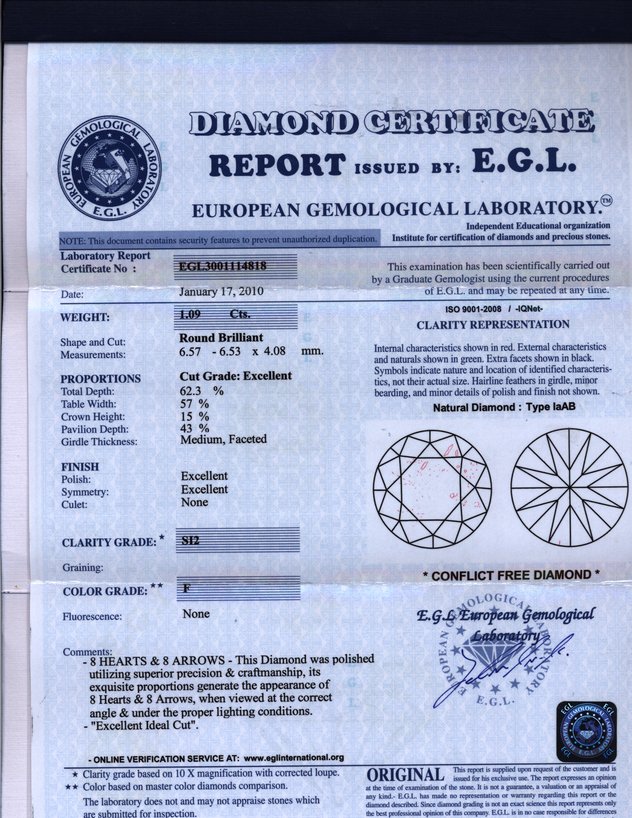 DIAMOND CERTIFICATE
REPORT ISSUED BY: E.G.L.
EUROPEAN GEMOLOGICAL LABORATORY.™
EUROPEAN GEMOLOGICAL LABORATORY
E.G.L.
Independent Educational organization
Institute for certification of diamonds and precious stones.
NOTE: This document contains security features to prevent unauthorized duplication.
Laboratory Report
Certificate No : EGL3001114818
Date: January 17, 2010
WEIGHT: 1.09 Cts.
Shape and Cut: Round Brilliant
Measurements: 6.57 - 6.53 x 4.08 mm.
PROPORTIONS Cut Grade: Excellent
Total Depth: 62.3 %
Table Width: 57 %
Crown Height: 15 %
Pavilion Depth: 43 %
Girdle Thickness: Medium, Faceted
FINISH
Polish: Excellent
Symmetry: Excellent
Culet: None
CLARITY GRADE: * SI2
Graining:
COLOR GRADE: ** F
Fluorescence: None
Comments:
- 8 HEARTS & 8 ARROWS - This Diamond was polished
utilizing superior precision & craftmanship, its
exquisite proportions generate the appearance of
8 Hearts & 8 Arrows, when viewed at the correct
angle & under the proper lighting conditions.
- "Excellent Ideal Cut".
- ONLINE VERIFICATION SERVICE AT: www.eglinternational.org
* Clarity grade based on 10 X magnification with corrected loupe.
** Color based on master color diamonds comparison.
The laboratory does not and may not appraise stones which
are submitted for inspection.
This examination has been scientifically carried out
by a Graduate Gemologist using the current procedures
of E.G.L. and may be repeated at any time.
ISO 9001-2008 / -IQNet-
CLARITY REPRESENTATION
Internal characteristics shown in red. External characteristics
and naturals shown in green. Extra facets shown in black.
Symbols indicate nature and location of identified characteris-
tics, not their actual size. Hairline feathers in girdle, minor
bearding, and minor details of polish and finish not shown.
Natural Diamond : Type IaAB
* CONFLICT FREE DIAMOND *
E.G.L European Gemological
Laboratory
EUROPEAN GEMOLOGICAL LABORATORY
E.G.L.
EGL EGL
EGL EGL
ORIGINAL
This report is supplied upon request of the customer and is
issued for his exclusive use. The report expresses an opinion
at the time of examination of the stone. It is not a guarantee, a valuation or an appraisal of
any kind.- E.G.L. has made no representation or warranty regarding this report or the
diamond described. Since diamond grading is not an exact science this report represents only
the best professional opinion of this company. E.G.L. is in no case responsible for differences